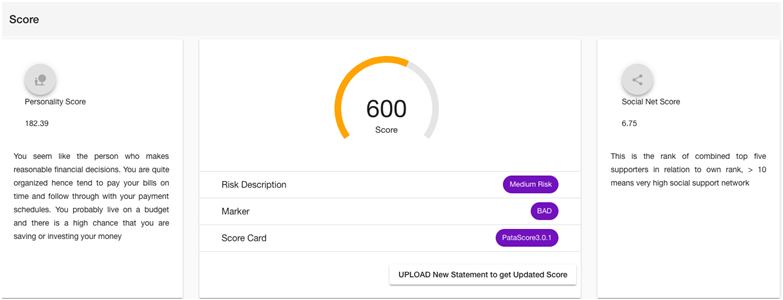 Score
Personality Score
182.39
You seem like the person who makes
reasonable financial decisions. You are quite
organized hence tend to pay your bills on
time and follow through with your payment
schedules. You probably live on a budget
and there is a high chance that you are
saving or investing your money
600
Score
Risk Description Medium Risk
Marker BAD
Score Card PataScore3.0.1
UPLOAD New Statement to get Updated Score
Social Net Score
6.75
This is the rank of combined top five
supporters in relation to own rank, > 10
means very high social support network